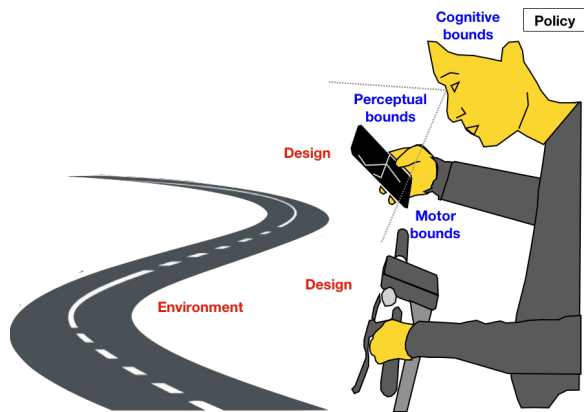 Cognitive
bounds
Policy
Perceptual
bounds
Design
Motor
bounds
Design
Environment